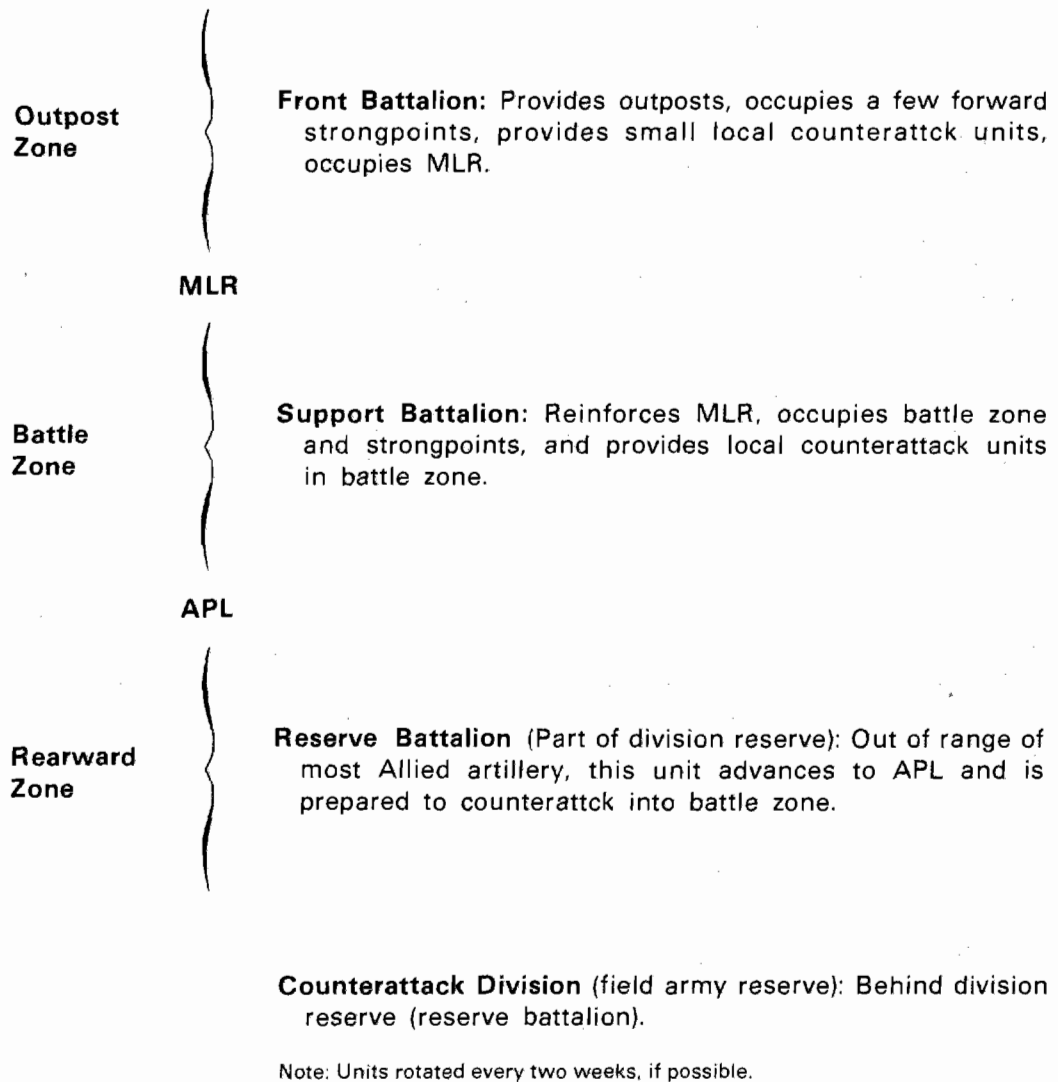 Outpost
Zone
Front Battalion: Provides outposts, occupies a few forward
strongpoints, provides small local counterattck units,
occupies MLR.
MLR
Battle
Zone
Support Battalion: Reinforces MLR, occupies battle zone
and strongpoints, and provides local counterattack units
in battle zone.
APL
Rearward
Zone
Reserve Battalion (Part of division reserve): Out of range of
most Allied artillery, this unit advances to APL and is
prepared to counterattck into battle zone.
Counterattack Division (field army reserve): Behind division
reserve (reserve battalion).
Note: Units rotated every two weeks, if possible.